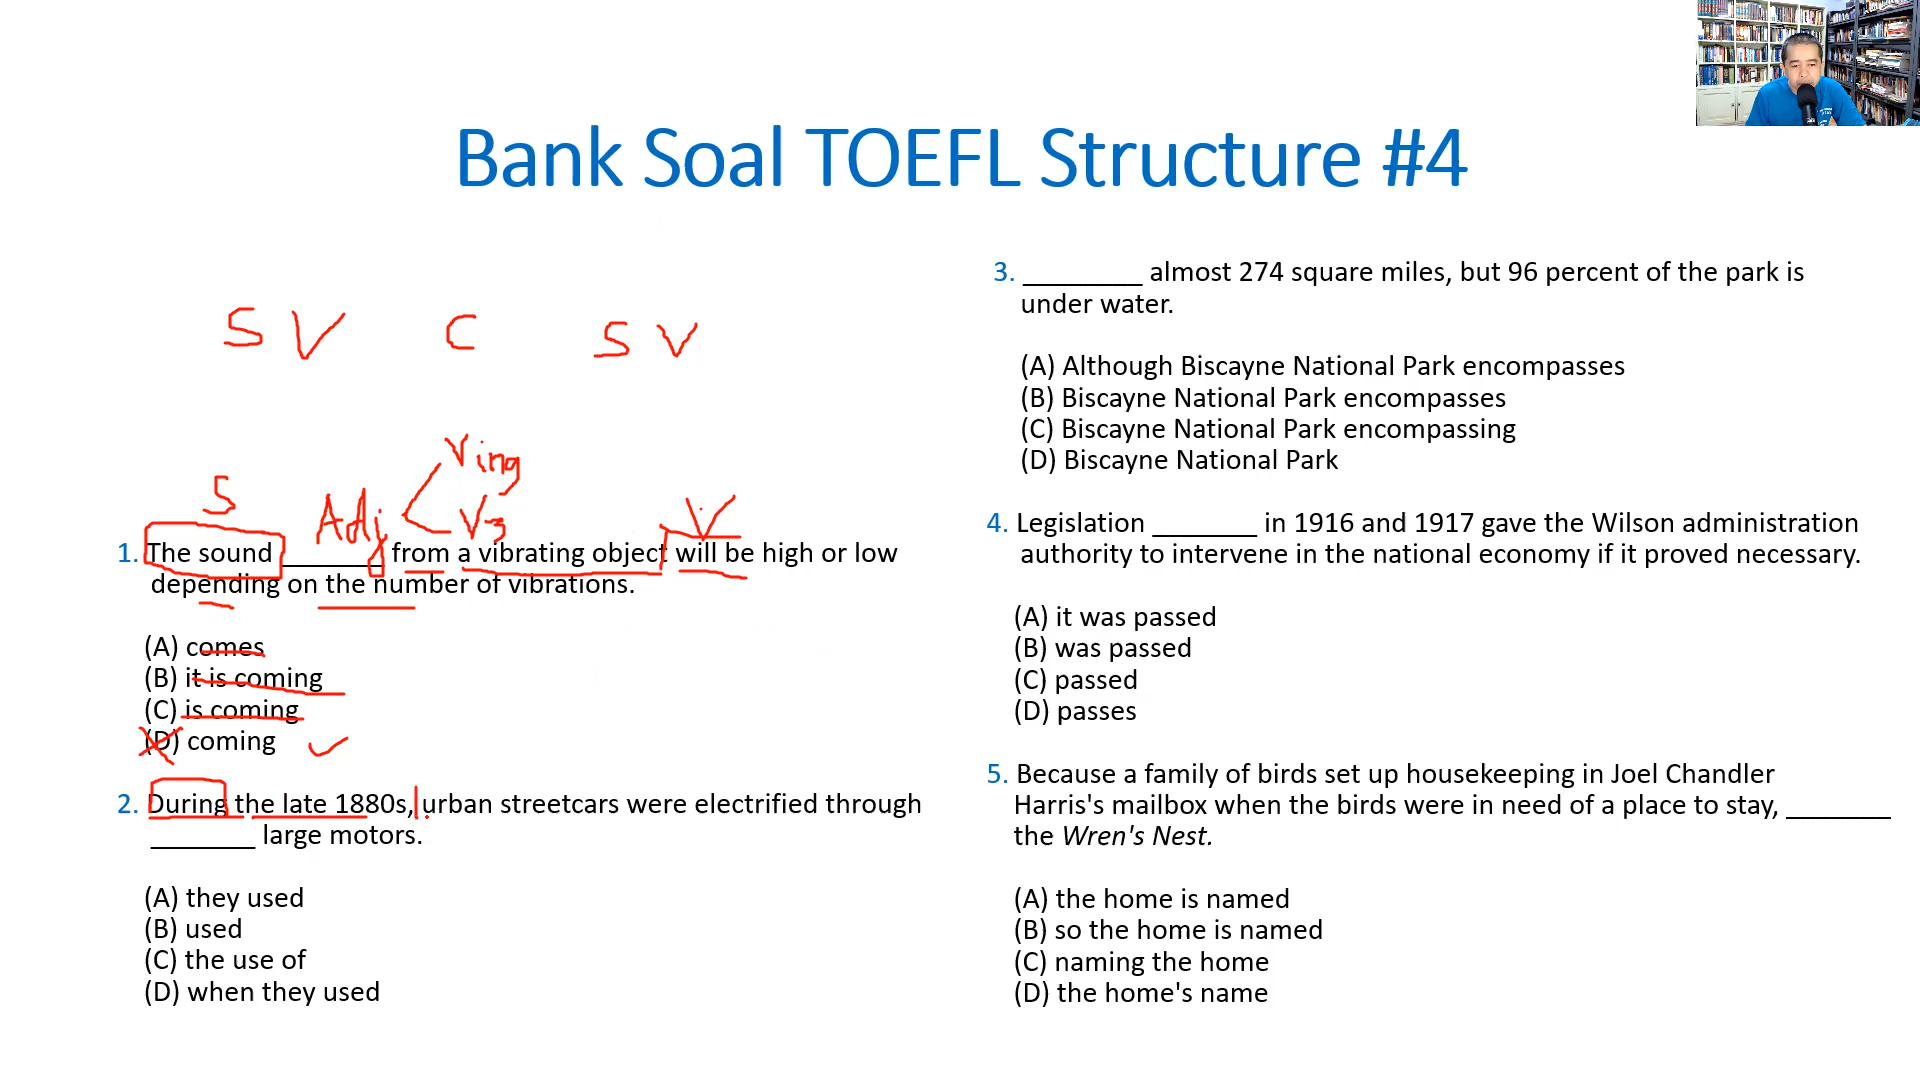 Bank Soal TOEFL Structure #4
S V C S V
Ving
S Adj V3 V
1. The sound ________ from a vibrating object will be high or low
depending on the number of vibrations.
(A) comes
(B) it is coming
(C) is coming
(D) coming
2. During the late 1880s, urban streetcars were electrified through
________ large motors.
(A) they used
(B) used
(C) the use of
(D) when they used
3. _________ almost 274 square miles, but 96 percent of the park is
under water.
(A) Although Biscayne National Park encompasses
(B) Biscayne National Park encompasses
(C) Biscayne National Park encompassing
(D) Biscayne National Park
4. Legislation ________ in 1916 and 1917 gave the Wilson administration
authority to intervene in the national economy if it proved necessary.
(A) it was passed
(B) was passed
(C) passed
(D) passes
5. Because a family of birds set up housekeeping in Joel Chandler
Harris's mailbox when the birds were in need of a place to stay, ________
the Wren's Nest.
(A) the home is named
(B) so the home is named
(C) naming the home
(D) the home's name